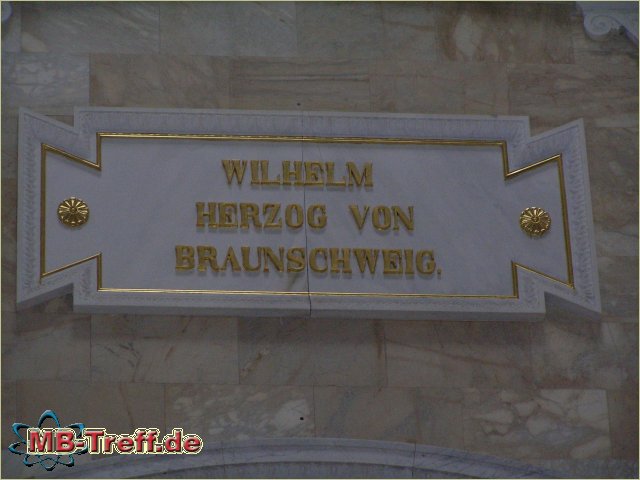 WILHELM
HERZOG VON
BRAUNSCHWEIG.
MB-Treff.de